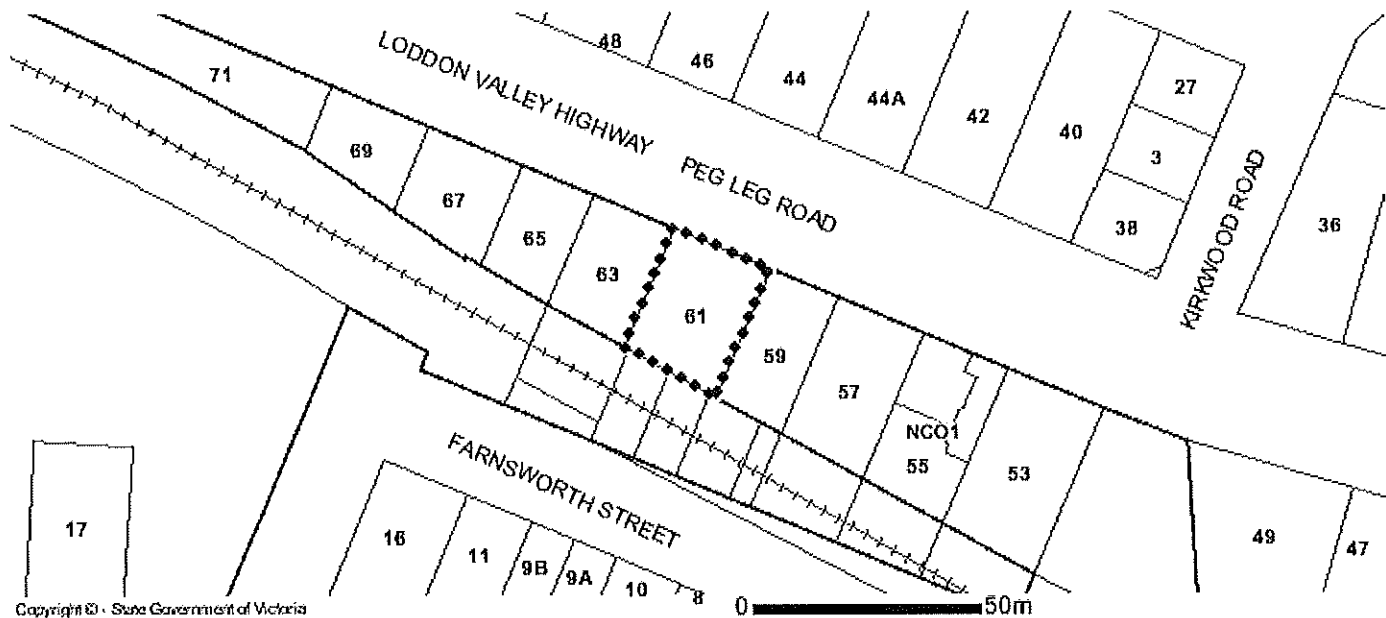 48
46
44
44A
42
40
27
3
38
36
71
69
67
65
63
61
59
57
NCO1
55
53
49
47
LODDON VALLEY HIGHWAY
PEG LEG ROAD
KIRKWOOD ROAD
FARNSWORTH STREET
17
16
11
9B
9A
10
8
Copyright © - State Government of Victoria
0
50m